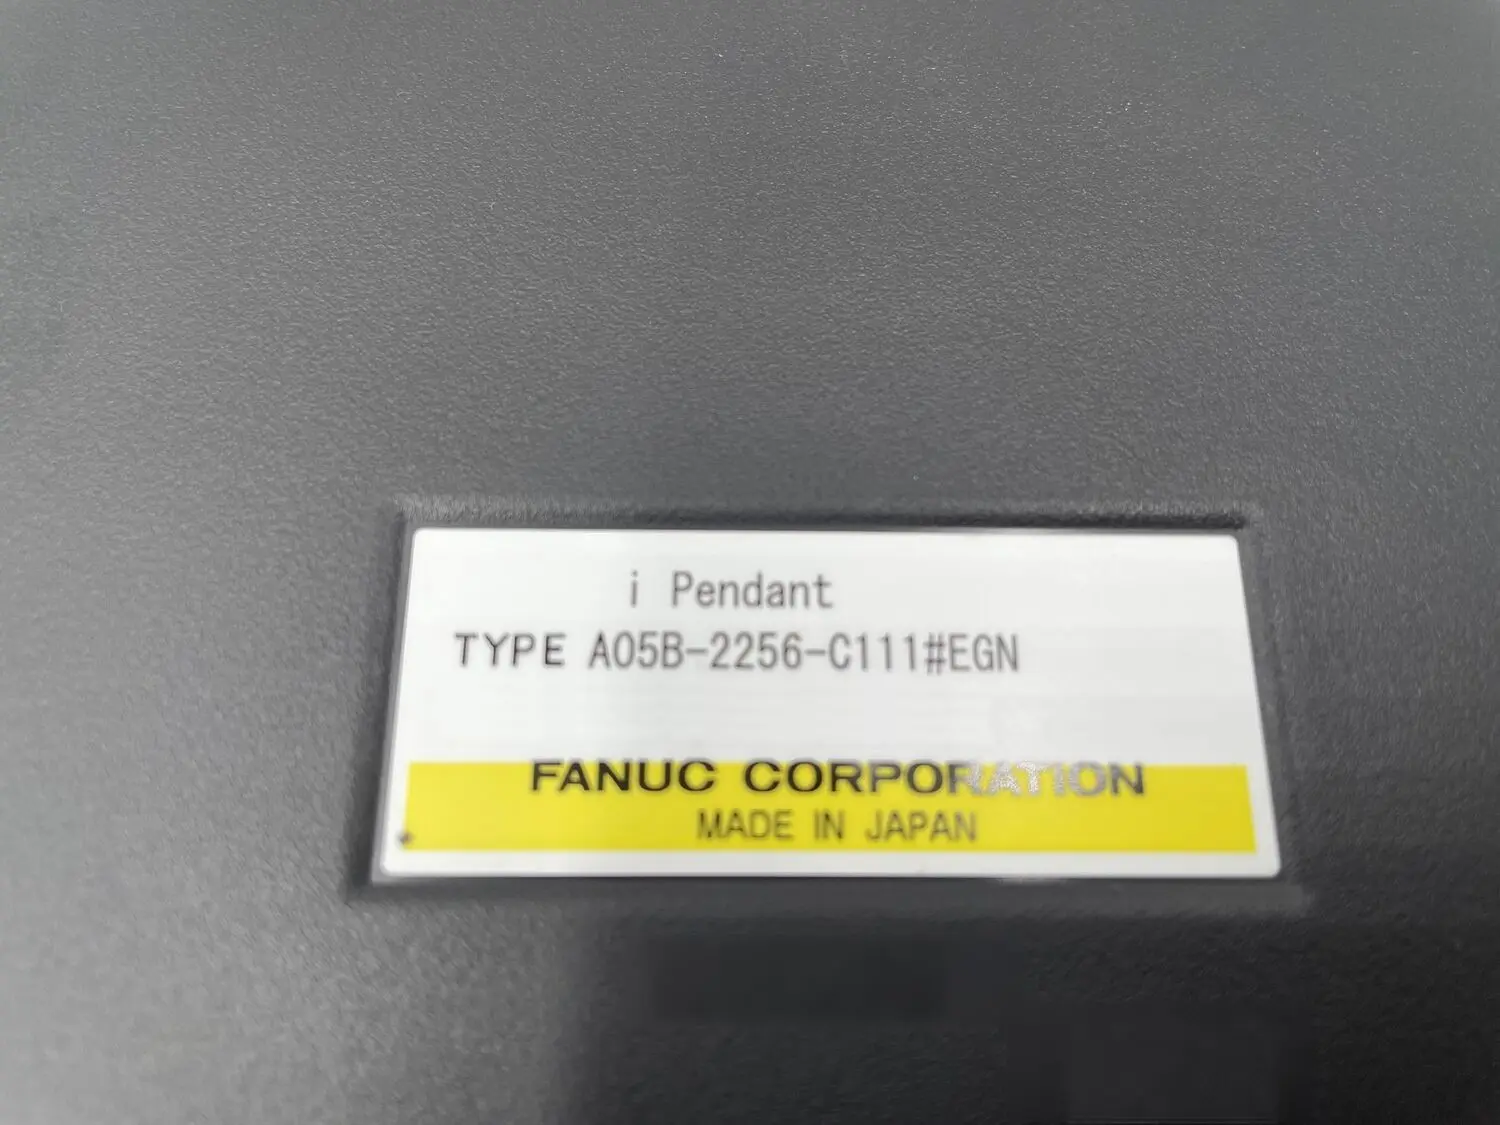 i Pendant
TYPE A05B-2256-C111#EGN
FANUC CORPORATION
MADE IN JAPAN